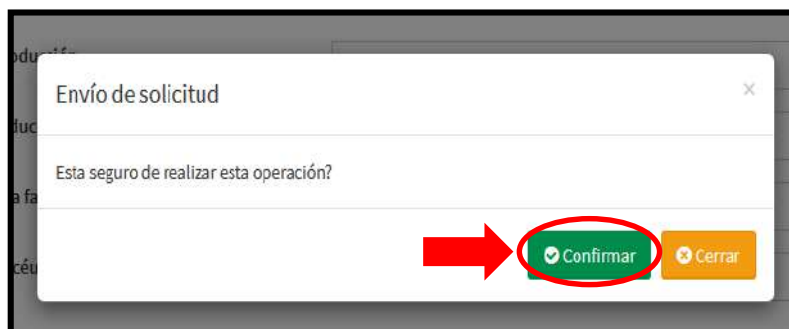 Envío de solicitud
×
Esta seguro de realizar esta operación?
Confirmar
Cerrar